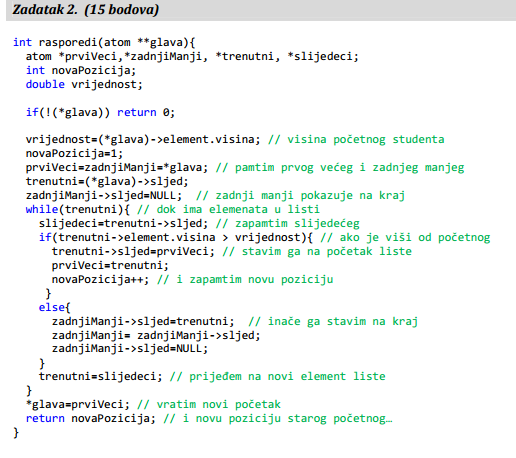 Zadatak 2. (15 bodova)
int rasporedi(atom **glava){
atom *prviVeci,*zadnjiManji, *trenutni, *slijedeci;
int novaPozicija;
double vrijednost;
if(!(*glava)) return 0;
vrijednost=(*glava)->element.visina; // visina početnog studenta
novaPozicija=1;
prviVeci=zadnjiManji=*glava; // pamtim prvog većeg i zadnjeg manjeg
trenutni=(*glava)->sljed;
zadnjiManji->sljed=NULL; // zadnji manji pokazuje na kraj
while(trenutni){ // dok ima elemenata u listi
slijedeci=trenutni->sljed; // zapamtim slijedećeg
if(trenutni->element.visina > vrijednost){ // ako je viši od početnog
trenutni->sljed=prviVeci; // stavim ga na početak liste
prviVeci=trenutni;
novaPozicija++; // i zapamtim novu poziciju
}
else{
zadnjiManji->sljed=trenutni; // inače ga stavim na kraj
zadnjiManji= zadnjiManji->sljed;
zadnjiManji->sljed=NULL;
}
trenutni=slijedeci; // prijeđem na novi element liste
}
*glava=prviVeci; // vratim novi početak
return novaPozicija; // i novu poziciju starog početnog…
}